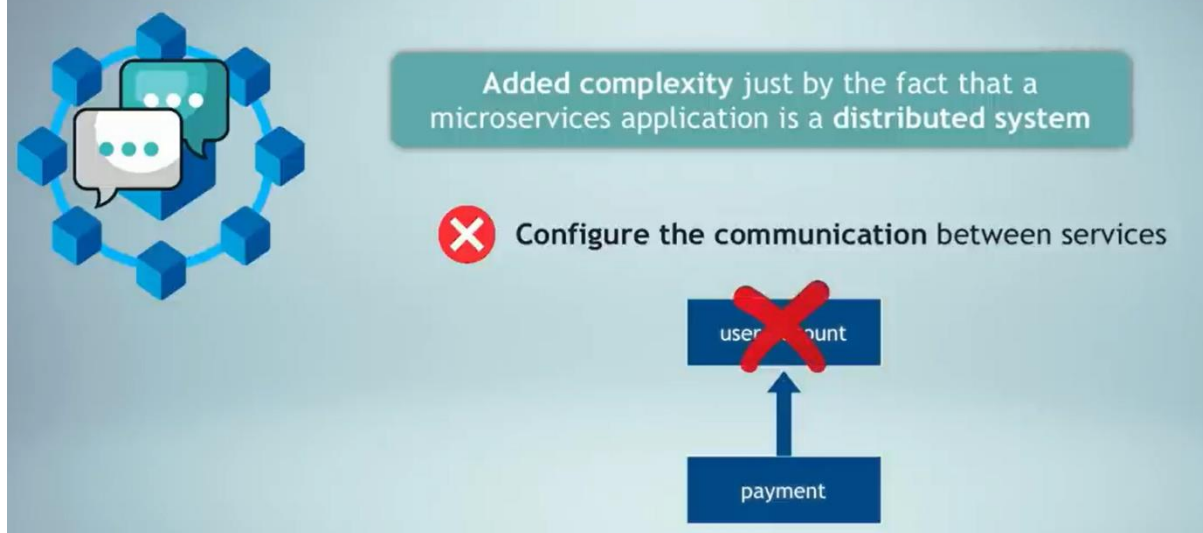 Added complexity just by the fact that a
microservices application is a distributed system
Configure the communication between services
payment